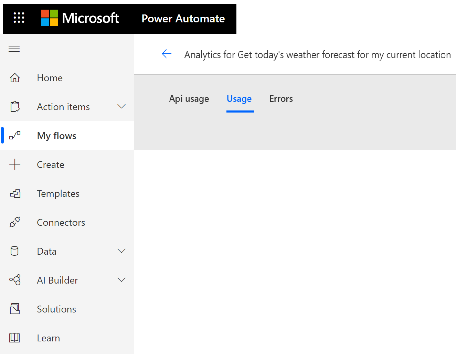 Microsoft Power Automate
Analytics for Get today's weather forecast for my current location
Api usage Usage Errors
Home
Action items
My flows
Create
Templates
Connectors
Data
AI Builder
Solutions
Learn